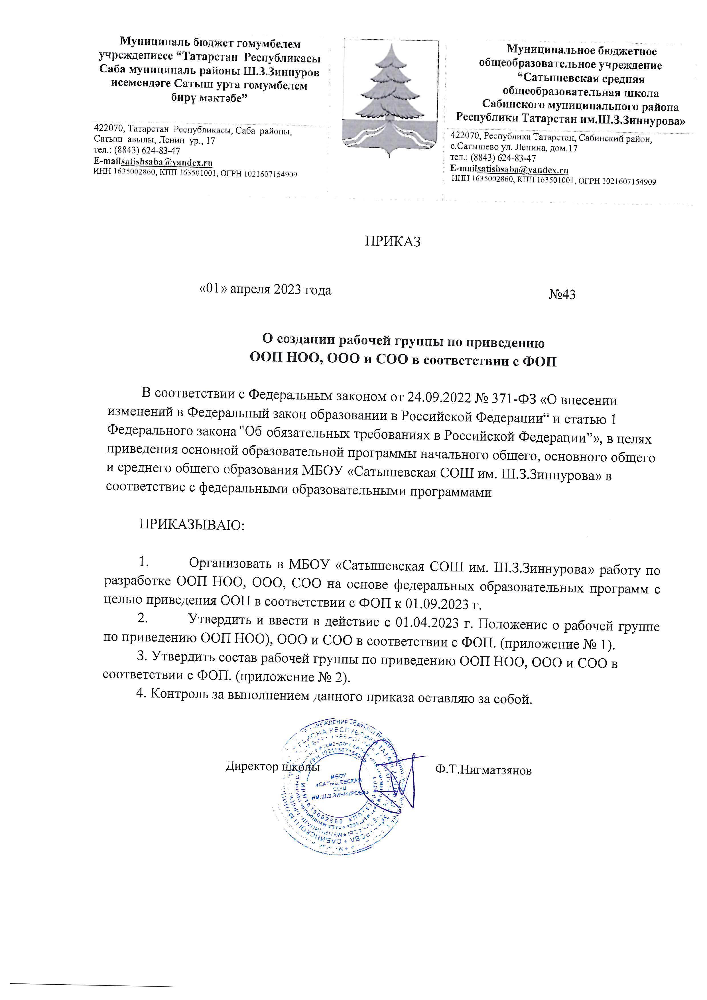 Муниципаль бюджет гомумбелем
учреждениесе “Татарстан Республикасы
Саба муниципаль районы Ш.З.Зиннуров
исемендәге Сатыш урта гомумбелем
бирү мәктәбе”
422070, Татарстан Республикасы, Саба районы,
Сатыш авылы, Ленин ур., 17
тел.: (8843) 624-83-47
E-mailsatishsaba@yandex.ru
ИНН 1635002860, КПП 163501001, ОГРН 1021607154909
Муниципальное бюджетное
общеобразовательное учреждение
“Сатышевская средняя
общеобразовательная школа
Сабинского муниципального района
Республики Татарстан им.Ш.З.Зиннурова»
422070, Республика Татарстан, Сабинский район,
с.Сатышево ул. Ленина, дом.17
тел.: (8843) 624-83-47
E-mailsatishsaba@yandex.ru
ИНН 1635002860, КПП 163501001, ОГРН 1021607154909
ПРИКАЗ
«01» апреля 2023 года №43
О создании рабочей группы по приведению
ООП НОО, ООО и СОО в соответствии с ФОП
В соответствии с Федеральным законом от 24.09.2022 № 371-ФЗ «О внесении
изменений в Федеральный закон образовании в Российской Федерации“ и статью 1
Федерального закона "Об обязательных требованиях в Российской Федерации”», в целях
приведения основной образовательной программы начального общего, основного общего
и среднего общего образования МБОУ «Сатышевская СОШ им. Ш.З.Зиннурова» в
соответствие с федеральными образовательными программами
ПРИКАЗЫВАЮ:
1. Организовать в МБОУ «Сатышевская СОШ им. Ш.З.Зиннурова» работу по
разработке ООП НОО, ООО, СОО на основе федеральных образовательных программ с
целью приведения ООП в соответствии с ФОП к 01.09.2023 г.
2. Утвердить и ввести в действие с 01.04.2023 г. Положение о рабочей группе
по приведению ООП НОО), ООО и СОО в соответствии с ФОП. (приложение № 1).
3. Утвердить состав рабочей группы по приведению ООП НОО, ООО и СОО в
соответствии с ФОП. (приложение № 2).
4. Контроль за выполнением данного приказа оставляю за собой.
Директор школы Ф.Т.Нигматзянов
МБОУ
«САТЫШЕВСКАЯ
СОШ
ИМ.Ш.З.ЗИННУРОВА»